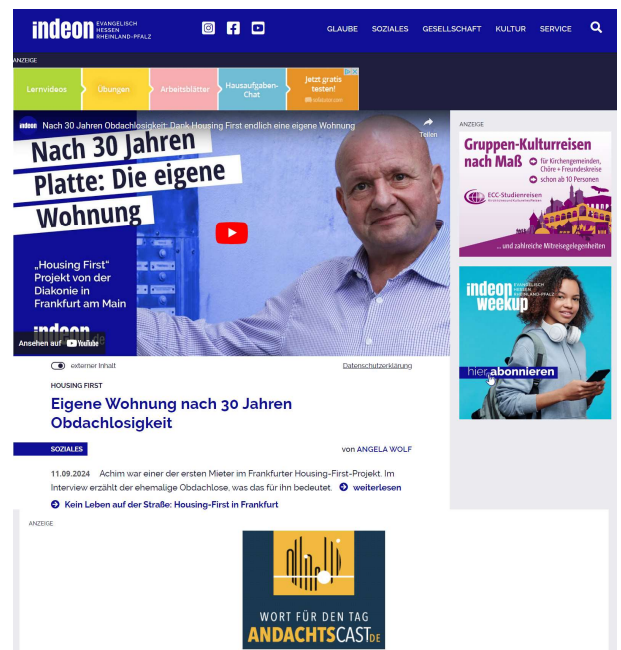 indeon EVANGELISCH
HESSEN
RHEINLAND-PFALZ
GLAUBE SOZIALES GESELLSCHAFT KULTUR SERVICE
ANZEIGE
Lernvideos
Übungen
Arbeitsblätter
Hausaufgaben-
Chat
Jetzt gratis
testen!
indeon Nach 30 Jahren Obdachlosigkeit: Dank Housing First endlich eine eigene Wohnung
Teilen
Nach 30 Jahren
Platte: Die eigene
Wohnung
„Housing First“
Projekt von der
Diakonie in
Frankfurt am Main
indeon.de
Ansehen auf YouTube
externer Inhalt
Datenschutzerklärung
HOUSING FIRST
Eigene Wohnung nach 30 Jahren
Obdachlosigkeit
SOZIALES
von ANGELA WOLF
11.09.2024 Achim war einer der ersten Mieter im Frankfurter Housing-First-Projekt. Im
Interview erzählt der ehemalige Obdachlose, was das für ihn bedeutet. weiterlesen
Kein Leben auf der Straße: Housing-First in Frankfurt
ANZEIGE
Gruppen-Kulturreisen
nach Maß
für Kirchengemeinden,
Chöre + Freundeskreise
schon ab 10 Personen
ECC-Studienreisen
... und zahlreiche Mitreisegelegenheiten
indeon EVANGELISCH
HESSEN
RHEINLAND-PFALZ
weekup
hier abonnieren
ANZEIGE
WORT FÜR DEN TAG
ANDACHTSCAST.DE